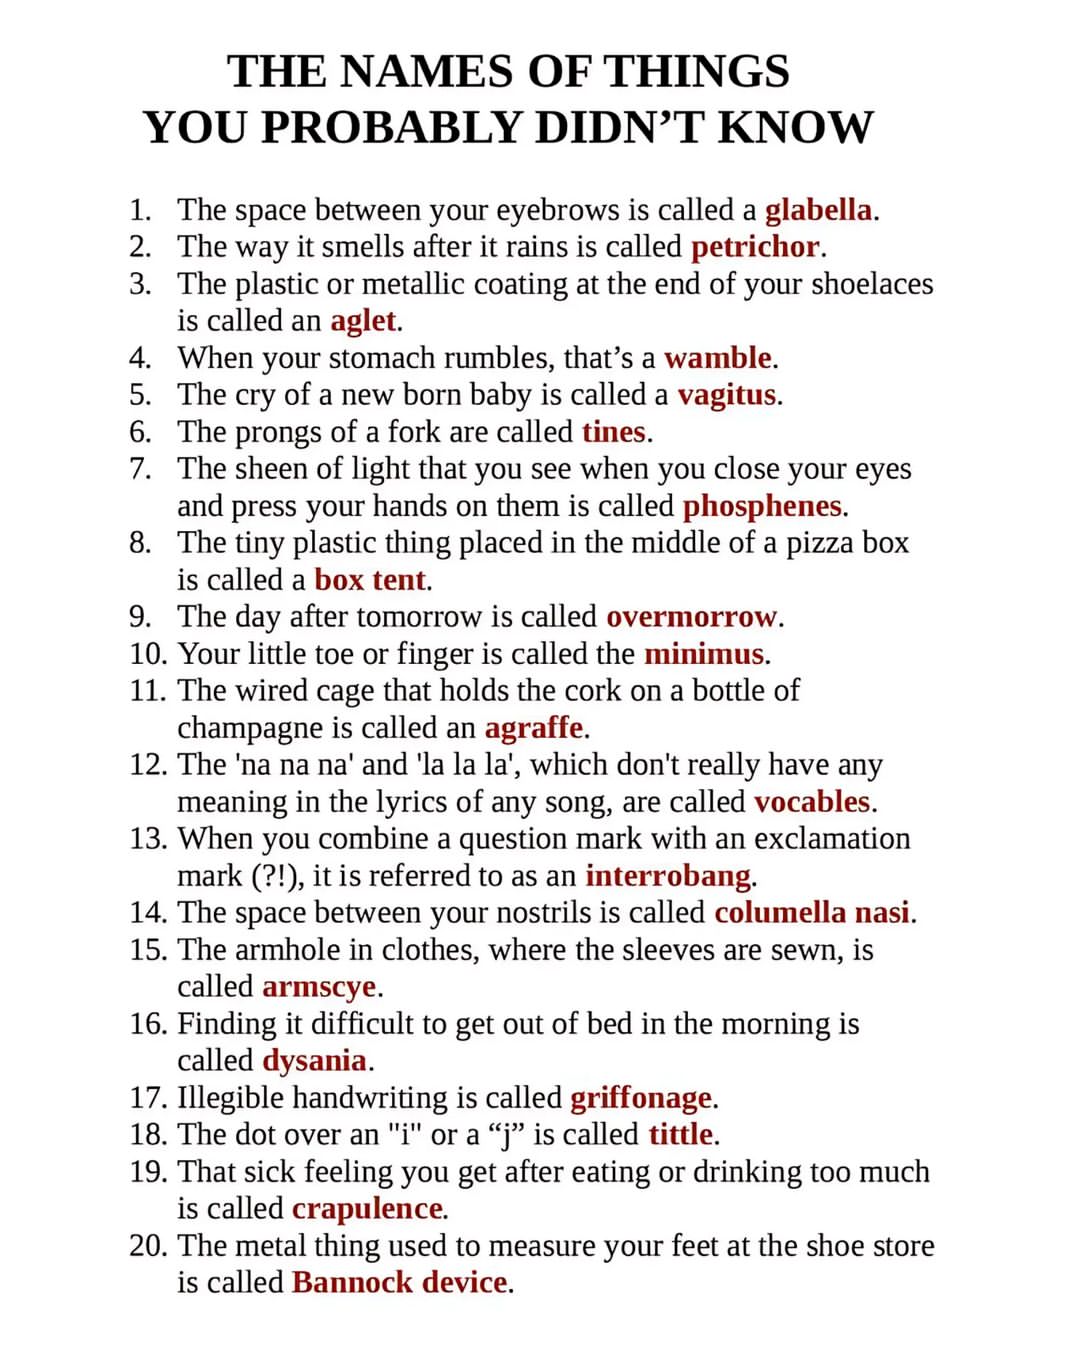 THE NAMES OF THINGS
YOU PROBABLY DIDN’T KNOW
1. The space between your eyebrows is called a glabella.
2. The way it smells after it rains is called petrichor.
3. The plastic or metallic coating at the end of your shoelaces
is called an aglet.
4. When your stomach rumbles, that’s a wamble.
5. The cry of a new born baby is called a vagitus.
6. The prongs of a fork are called tines.
7. The sheen of light that you see when you close your eyes
and press your hands on them is called phosphenes.
8. The tiny plastic thing placed in the middle of a pizza box
is called a box tent.
9. The day after tomorrow is called overmorrow.
10. Your little toe or finger is called the minimus.
11. The wired cage that holds the cork on a bottle of
champagne is called an agraffe.
12. The 'na na na' and 'la la la', which don't really have any
meaning in the lyrics of any song, are called vocables.
13. When you combine a question mark with an exclamation
mark (?!), it is referred to as an interrobang.
14. The space between your nostrils is called columella nasi.
15. The armhole in clothes, where the sleeves are sewn, is
called armscye.
16. Finding it difficult to get out of bed in the morning is
called dysania.
17. Illegible handwriting is called griffonage.
18. The dot over an "i" or a “j” is called tittle.
19. That sick feeling you get after eating or drinking too much
is called crapulence.
20. The metal thing used to measure your feet at the shoe store
is called Bannock device.